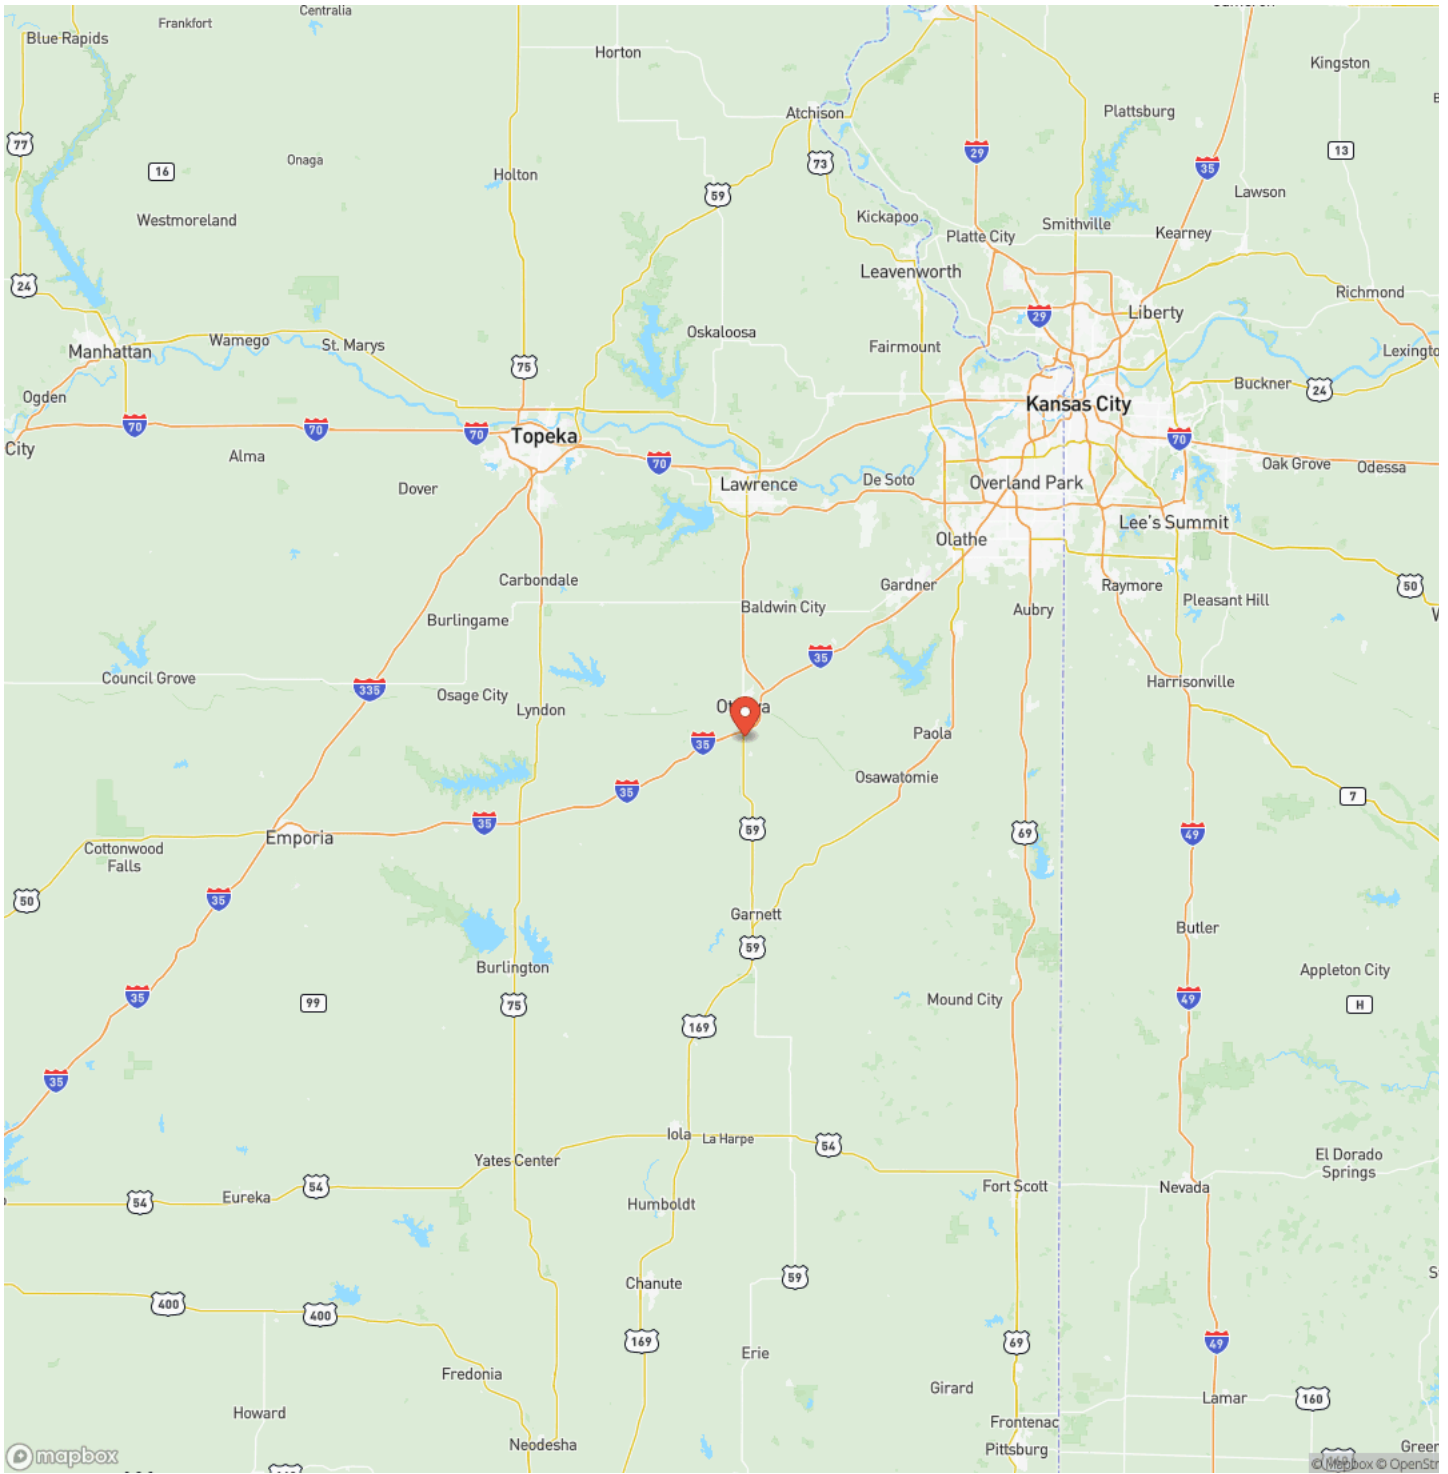 Centralia
Frankfort
Blue Rapids
Horton
Kingston
Atchison
Plattsburg
77
29
13
16
Onaga
73
35
Holton
59
Lawson
Westmoreland
Kickapoo
Smithville
Platte City
Kearney
Leavenworth
24
Richmond
Liberty
29
Oskaloosa
Wamego
St. Marys
Fairmount
Manhattan
Lexingto
75
Buckner
24
Ogden
Kansas City
70
70
70
Topeka
70
City
Alma
70
Oak Grove
Odessa
Dover
Lawrence
De Soto
Overland Park
Lee's Summit
Olathe
Carbondale
Gardner
Raymore
50
Baldwin City
Aubry
Pleasant Hill
Burlingame
35
Council Grove
335
Osage City
Harrisonville
Lyndon
35
Paola
Osawatomie
35
7
35
59
69
49
Emporia
Cottonwood
Falls
50
35
Garnett
Butler
59
Burlington
Appleton City
35
99
75
Mound City
49
H
169
35
Iola
La Harpe
54
Yates Center
El Dorado
Springs
54
54
Eureka
Fort Scott
Nevada
Humboldt
59
Chanute
400
400
169
69
49
Erie
Fredonia
Girard
Lamar
160
Howard
Frontenac
Neodesha
Pittsburg
Green
mapbox
© Mapbox © OpenStr